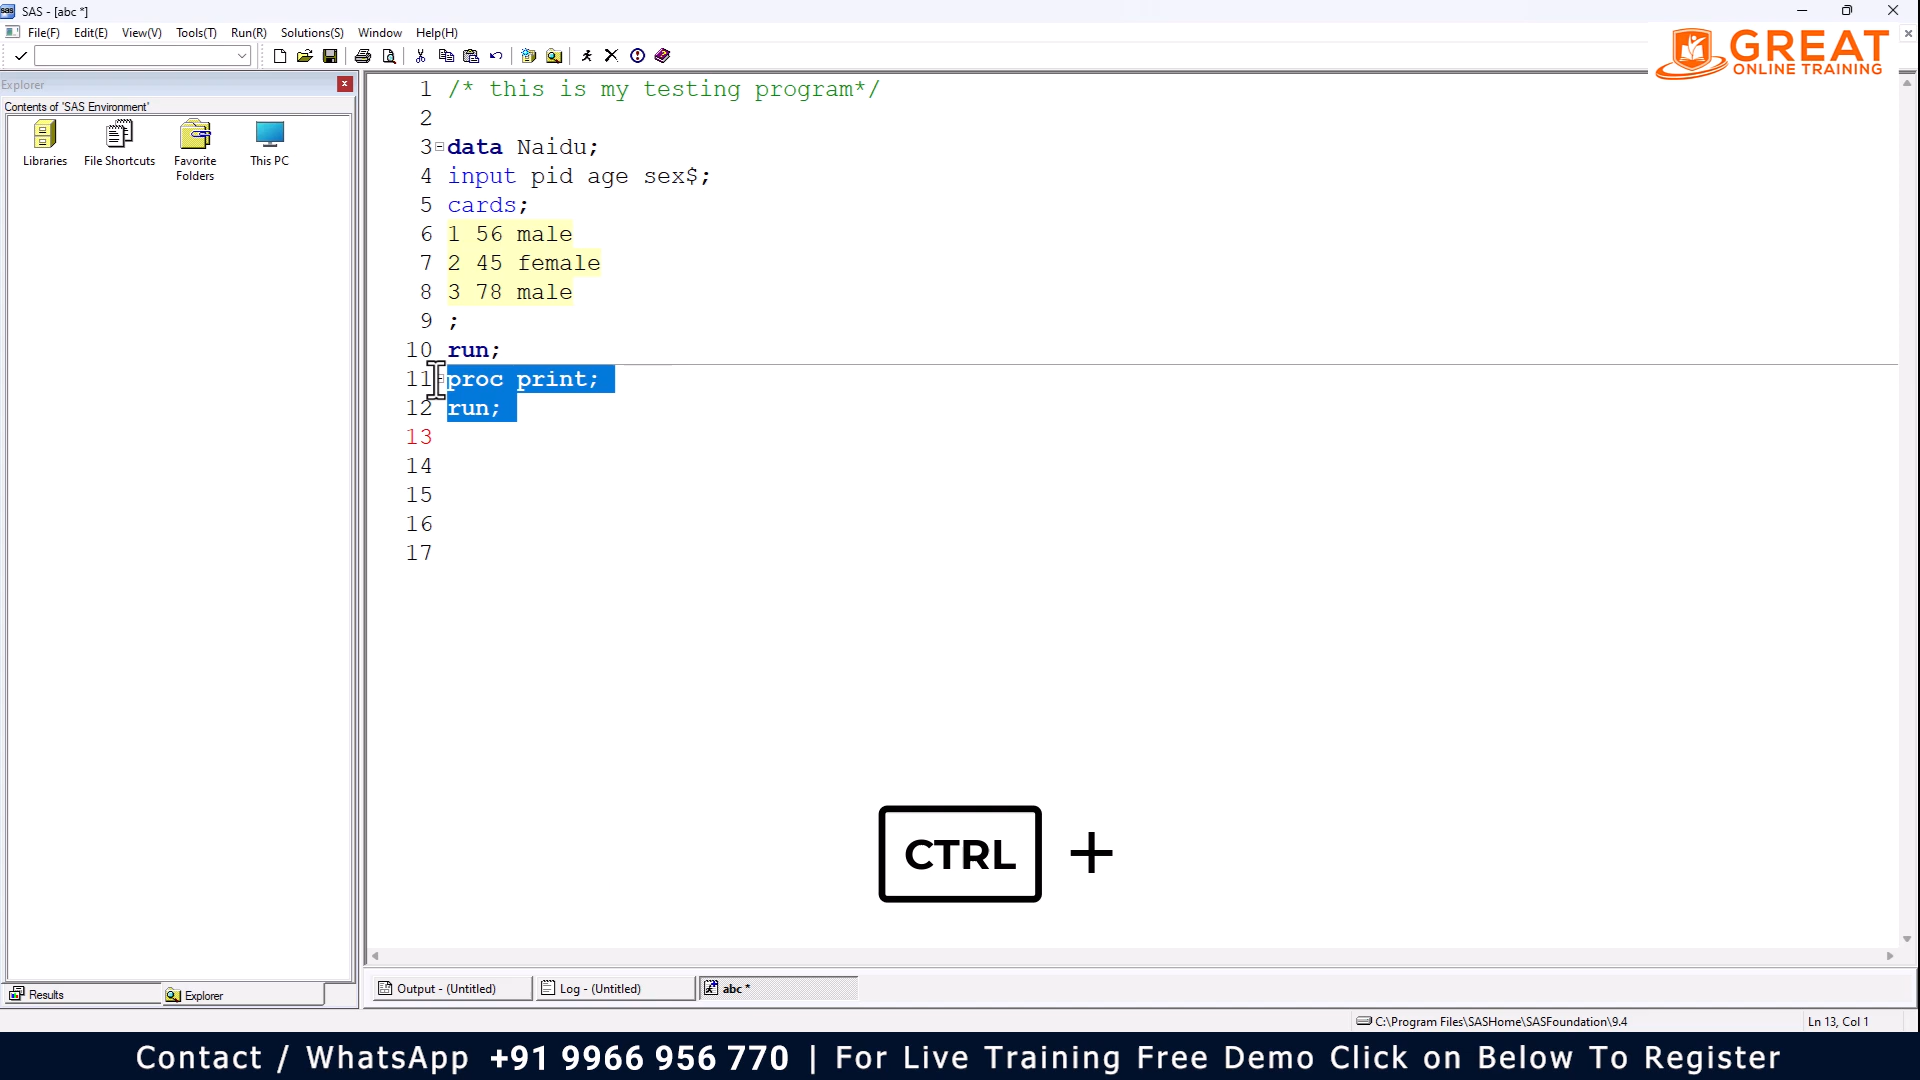 SAS - [abc *]
File(F) Edit(E) View(V) Tools(T) Run(R) Solutions(S) Window Help(H)
GREAT
ONLINE TRAINING
Explorer
Contents of 'SAS Environment'
Libraries File Shortcuts Favorite Folders This PC
1 /* this is my testing program*/
2
3 data Naidu;
4 input pid age sex$;
5 cards;
6 1 56 male
7 2 45 female
8 3 78 male
9 ;
10 run;
11 proc print;
12 run;
13
14
15
16
17
CTRL +
Output - (Untitled) Log - (Untitled) abc *
Results Explorer
C:\Program Files\SASHome\SASFoundation\9.4 Ln 13, Col 1
Contact / WhatsApp +91 9966 956 770 | For Live Training Free Demo Click on Below To Register